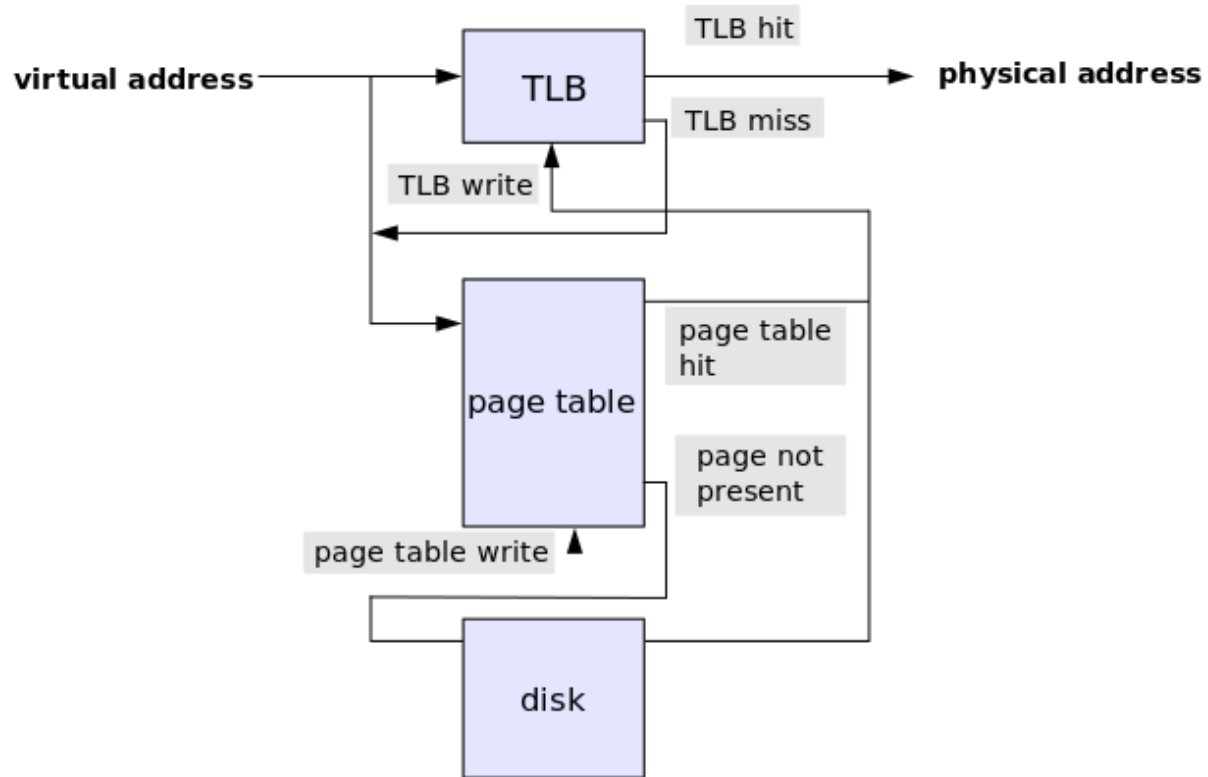 TLB hit
virtual address
TLB
physical address
TLB miss
TLB write
page table
hit
page table
page not
present
page table write
disk